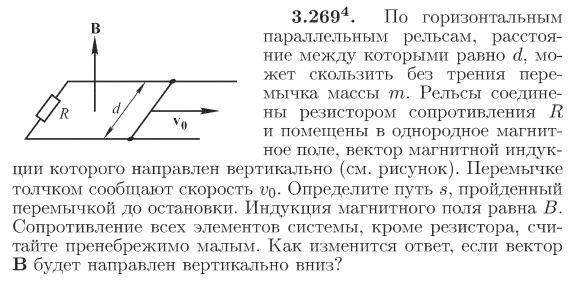 3.269⁴. По горизонтальным
параллельным рельсам, расстоя-
ние между которыми равно d, мо-
жет скользить без трения пере-
мычка массы m. Рельсы соедине-
ны резистором сопротивления R
и помещены в однородное магнит-
ное поле, вектор магнитной индук-
ции которого направлен вертикально (см. рисунок). Перемычке
толчком сообщают скорость v₀. Определите путь s, пройденный
перемычкой до остановки. Индукция магнитного поля равна B.
Сопротивление всех элементов системы, кроме резистора, счи-
тайте пренебрежимо малым. Как изменится ответ, если вектор
B будет направлен вертикально вниз?
B
R
d
v₀